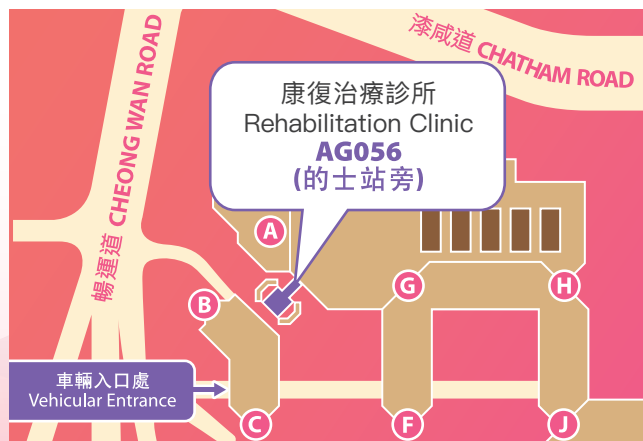 漆咸道 CHATHAM ROAD
暢運道 CHEONG WAN ROAD
康復治療診所
Rehabilitation Clinic
AG056
(的士站旁)
A
B
G
H
車輛入口處
Vehicular Entrance
C
F
J